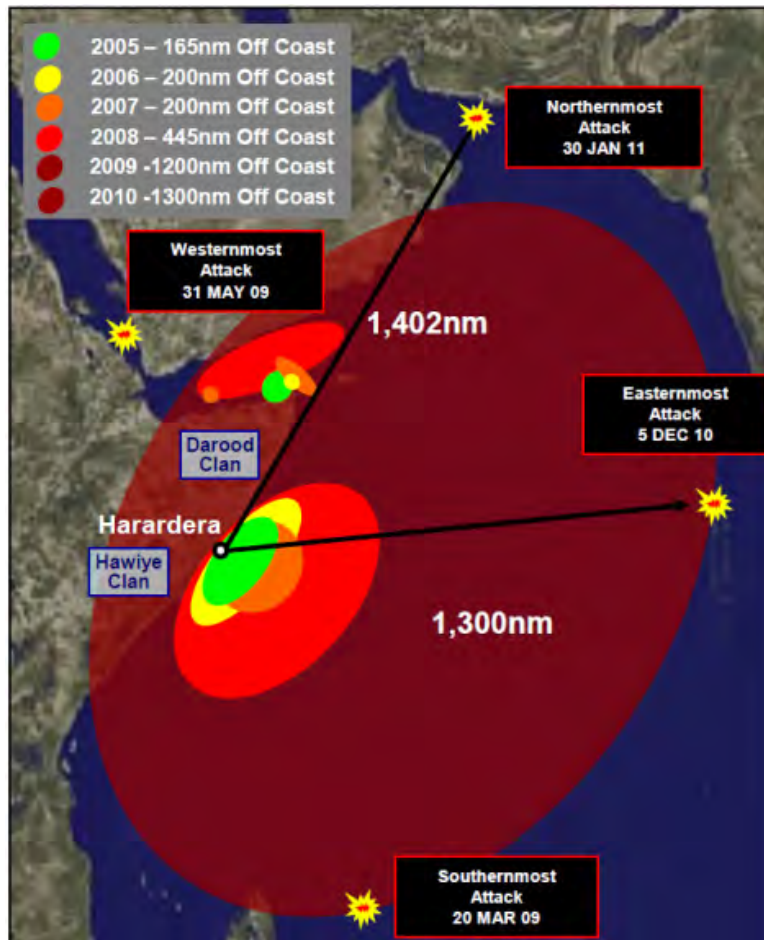 2005 – 165nm Off Coast
2006 – 200nm Off Coast
2007 – 200nm Off Coast
2008 – 445nm Off Coast
2009 -1200nm Off Coast
2010 -1300nm Off Coast
Northernmost
Attack
30 JAN 11
Westernmost
Attack
31 MAY 09
1,402nm
Easternmost
Attack
5 DEC 10
Darood
Clan
Harardera
Hawiye
Clan
1,300nm
Southernmost
Attack
20 MAR 09